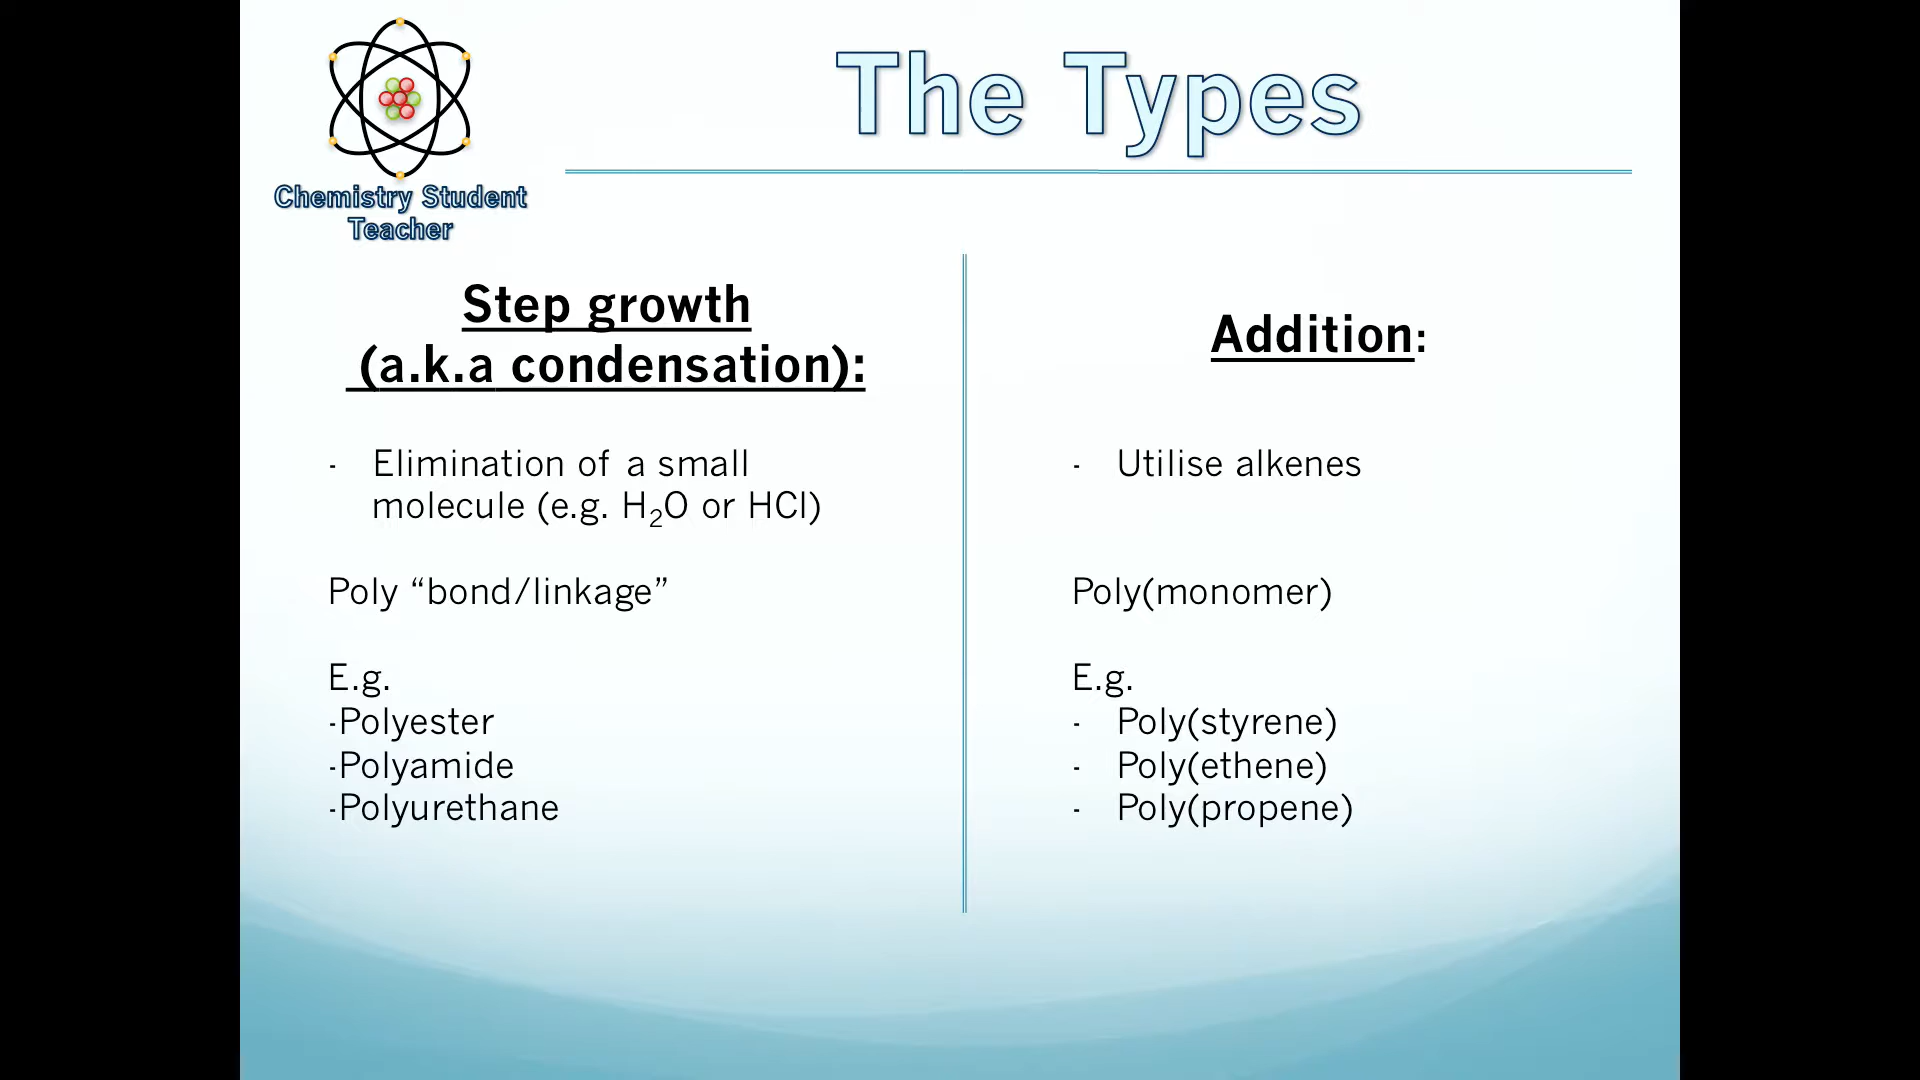 The Types
Chemistry Student
Teacher
Step growth
(a.k.a condensation):
- Elimination of a small
molecule (e.g. H₂O or HCl)
Poly “bond/linkage”
E.g.
-Polyester
-Polyamide
-Polyurethane
Addition:
- Utilise alkenes
Poly(monomer)
E.g.
- Poly(styrene)
- Poly(ethene)
- Poly(propene)